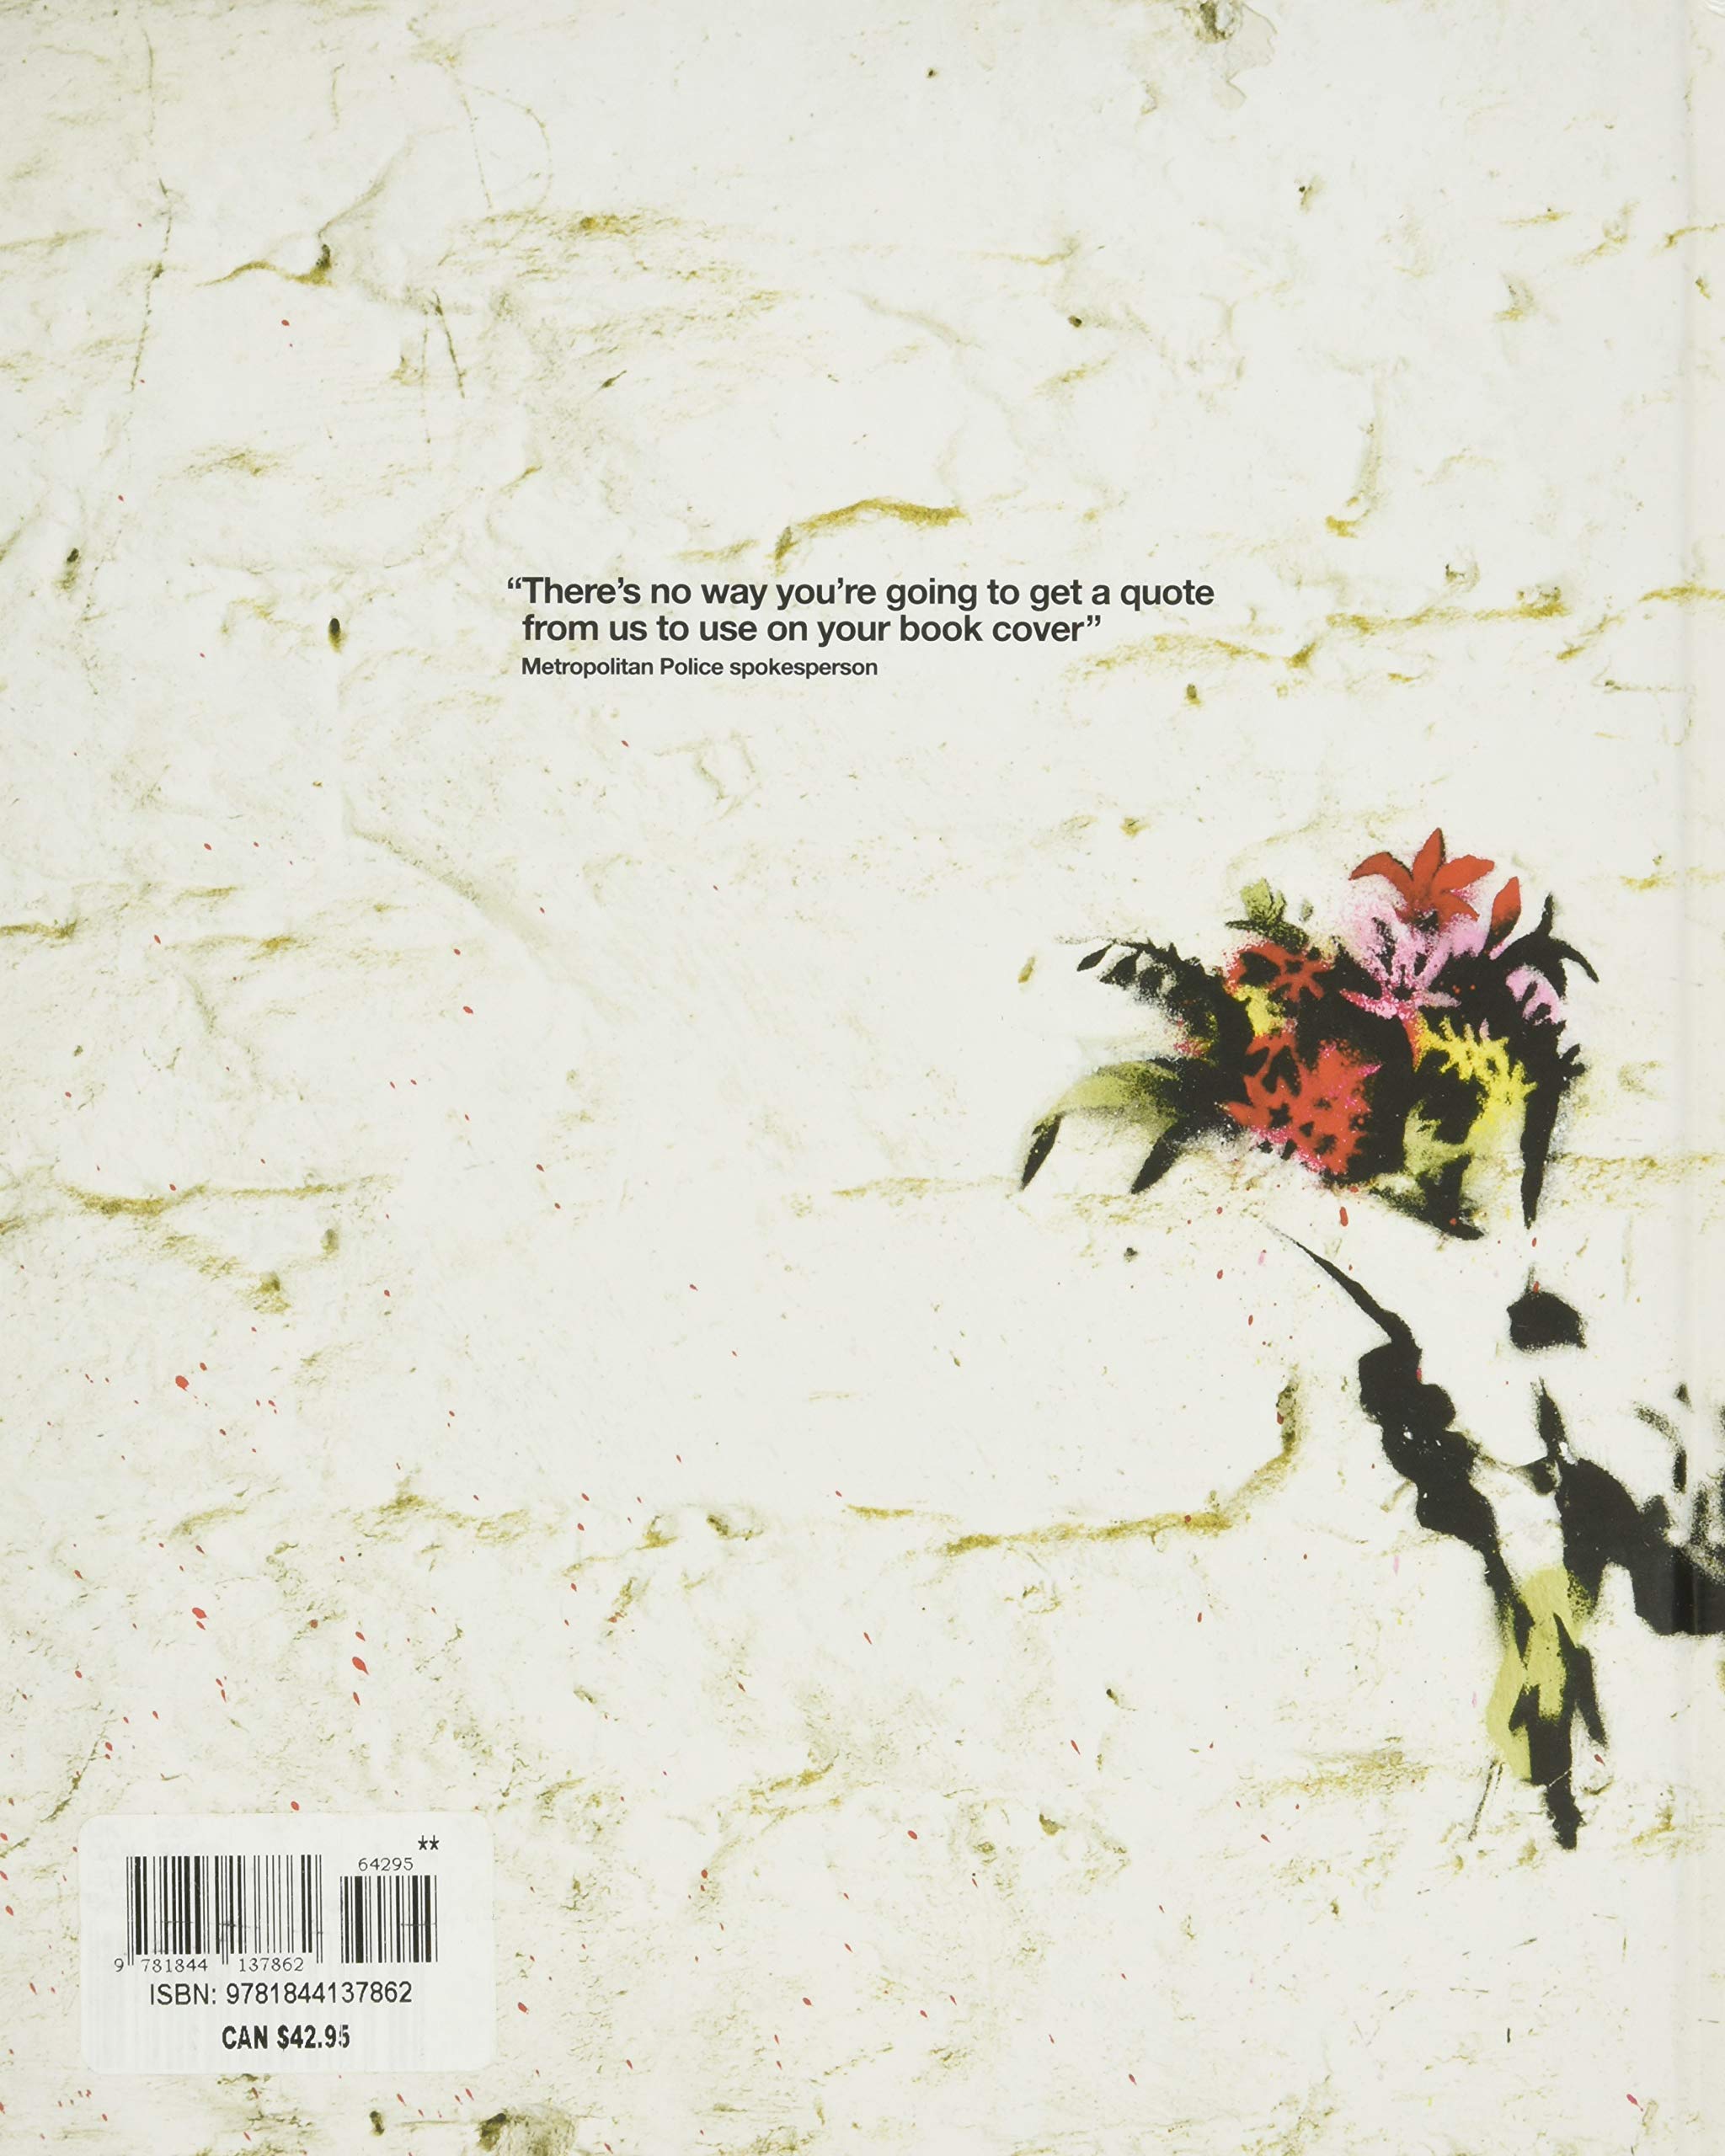 “There’s no way you’re going to get a quote
from us to use on your book cover”
Metropolitan Police spokesperson
**
64295
9 781844 137862
ISBN: 9781844137862
CAN $42.95